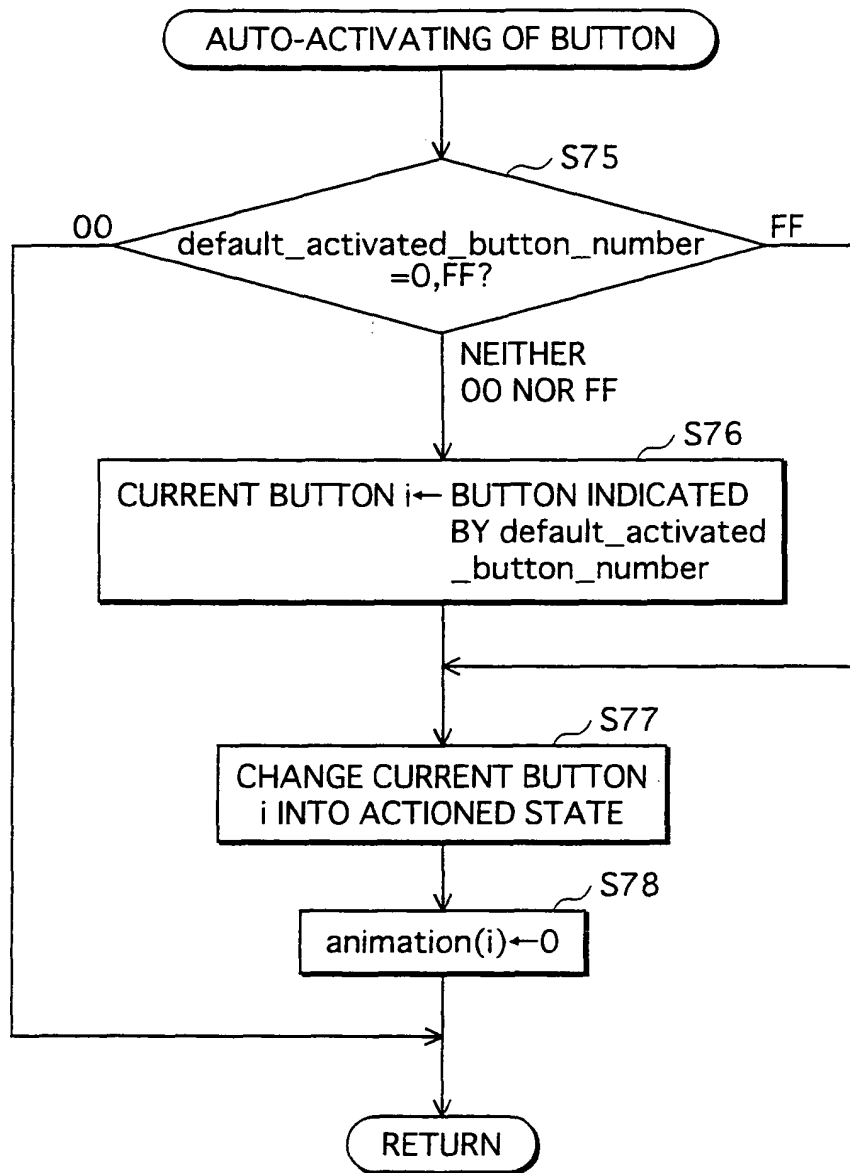 AUTO-ACTIVATING OF BUTTON
S75
00
default_activated_button_number
=0,FF?
FF
NEITHER
00 NOR FF
S76
CURRENT BUTTON i← BUTTON INDICATED
BY default_activated
_button_number
S77
CHANGE CURRENT BUTTON
i INTO ACTIONED STATE
S78
animation(i)←0
RETURN